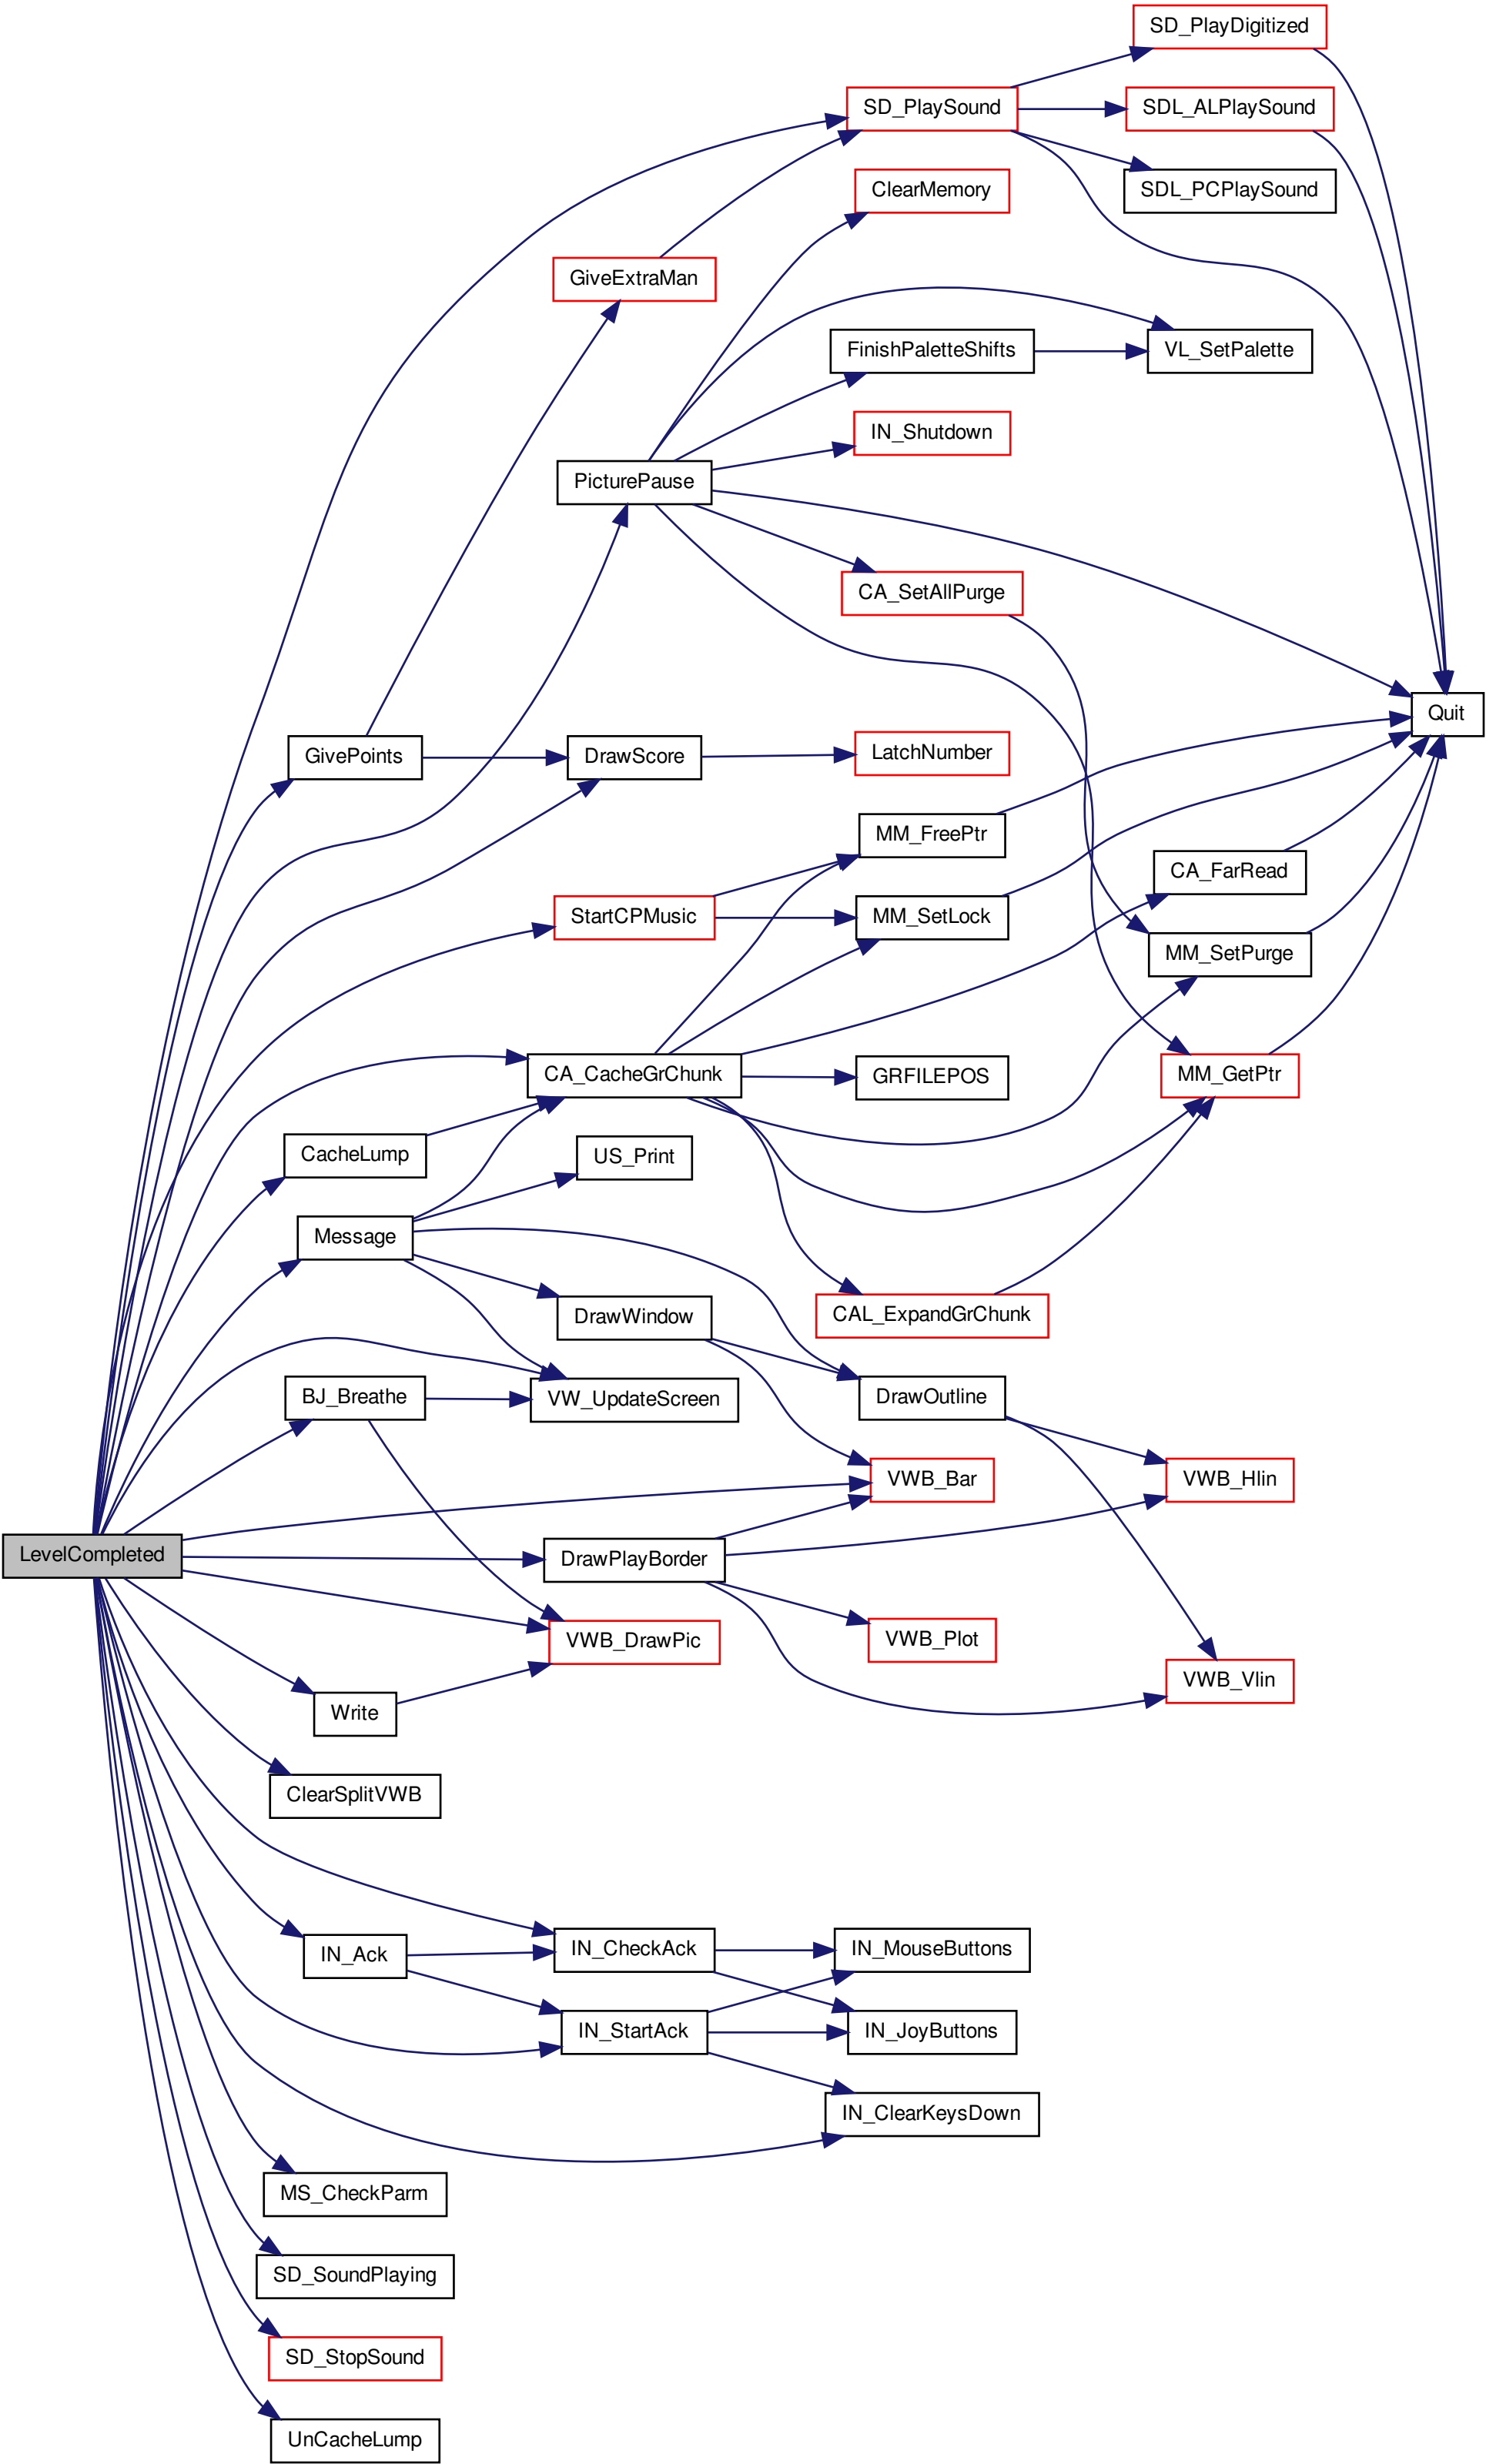 SD_PlayDigitized
SD_PlaySound
SDL_ALPlaySound
ClearMemory
SDL_PCPlaySound
GiveExtraMan
FinishPaletteShifts
VL_SetPalette
IN_Shutdown
PicturePause
CA_SetAllPurge
Quit
GivePoints
DrawScore
LatchNumber
MM_FreePtr
CA_FarRead
StartCPMusic
MM_SetLock
MM_SetPurge
CA_CacheGrChunk
GRFILEPOS
MM_GetPtr
CacheLump
US_Print
Message
DrawWindow
CAL_ExpandGrChunk
BJ_Breathe
VW_UpdateScreen
DrawOutline
VWB_Bar
VWB_Hlin
LevelCompleted
DrawPlayBorder
VWB_DrawPic
VWB_Plot
VWB_Vlin
Write
ClearSplitVWB
IN_Ack
IN_CheckAck
IN_MouseButtons
IN_StartAck
IN_JoyButtons
IN_ClearKeysDown
MS_CheckParm
SD_SoundPlaying
SD_StopSound
UnCacheLump